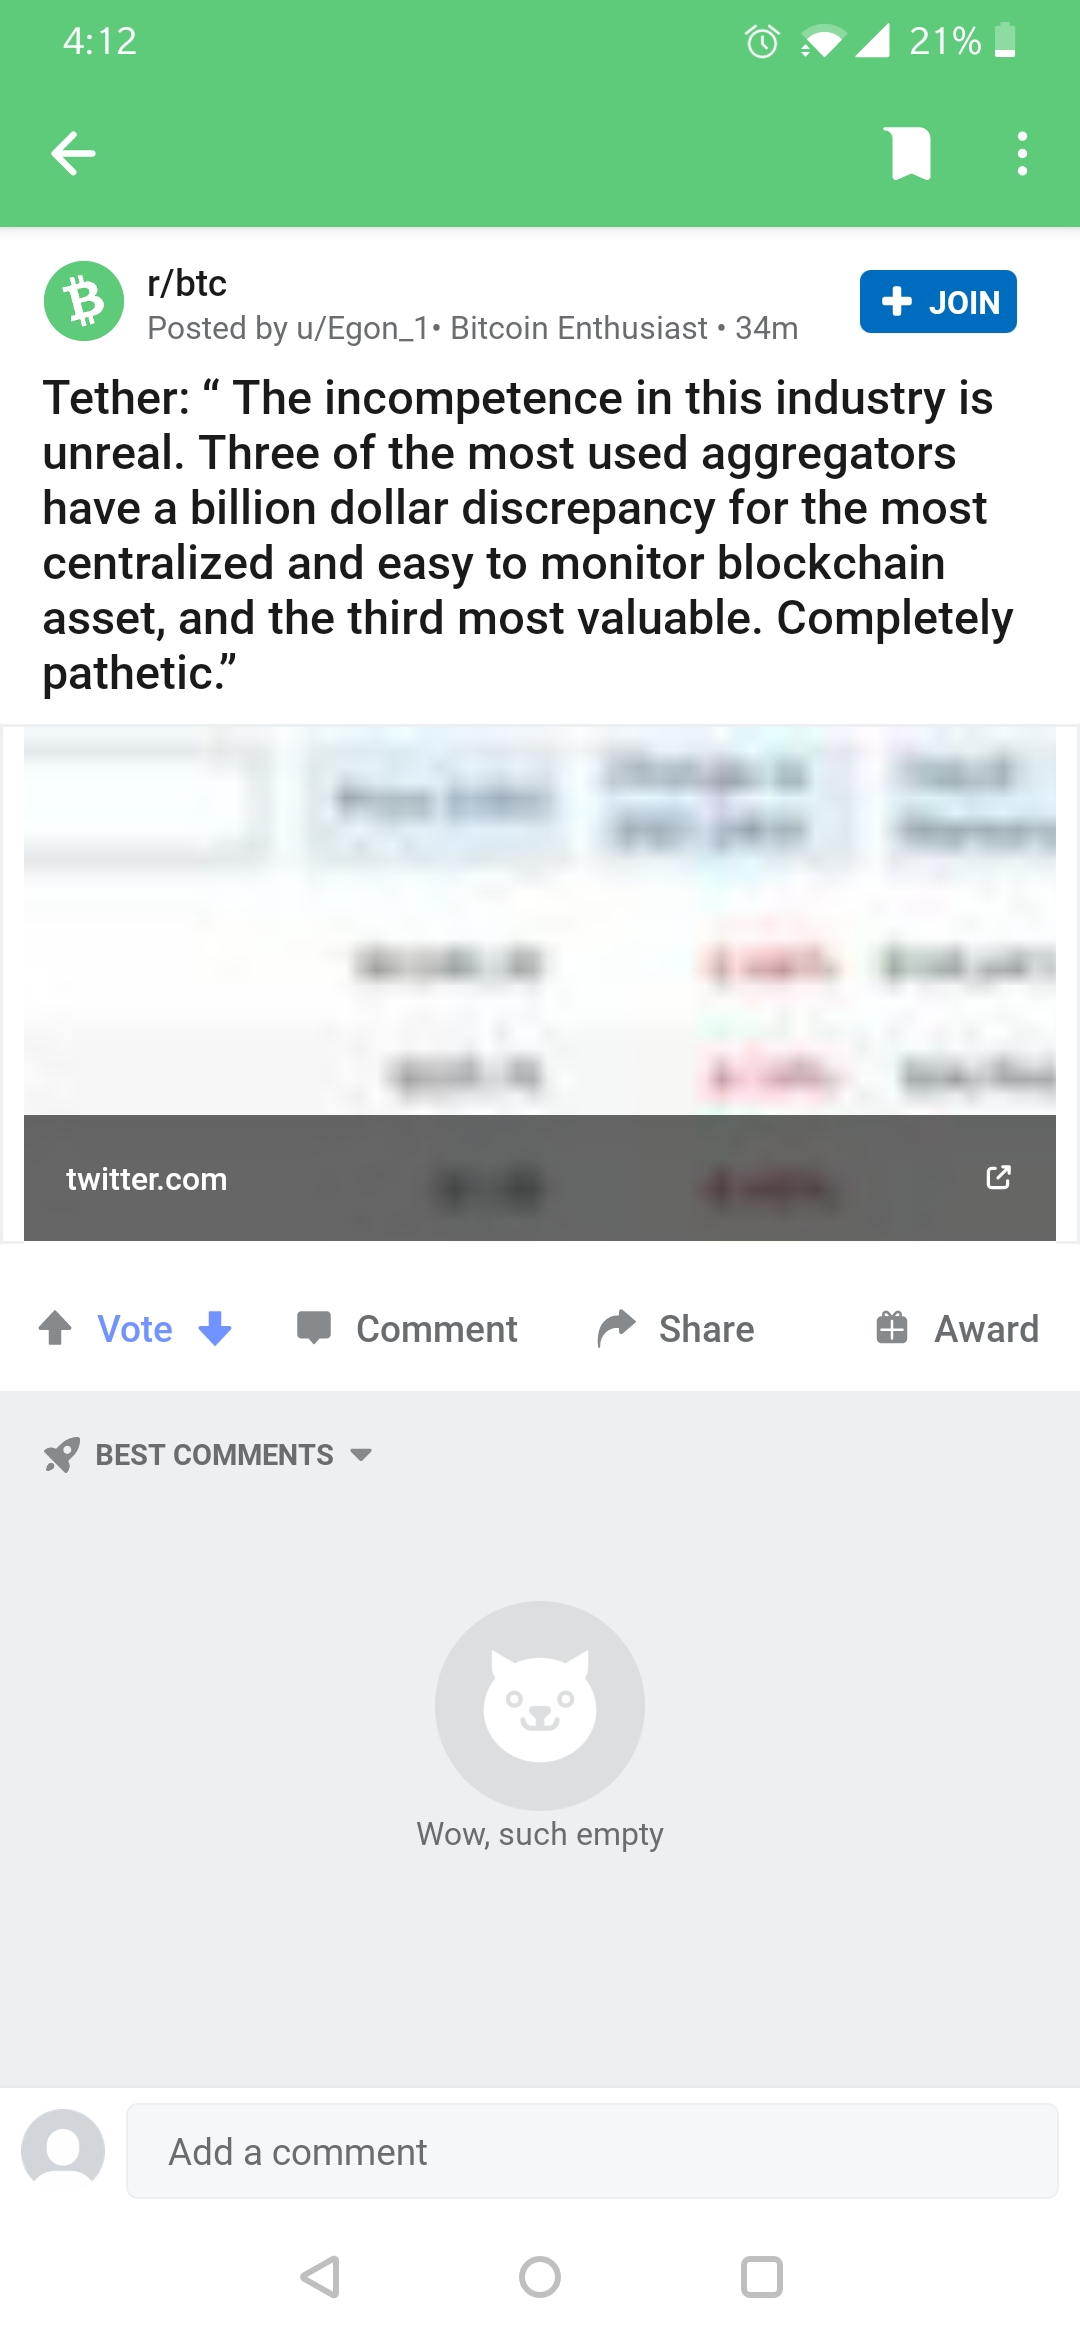 4:12
21%
r/btc
Posted by u/Egon_1• Bitcoin Enthusiast • 34m
JOIN
Tether: “ The incompetence in this industry is
unreal. Three of the most used aggregators
have a billion dollar discrepancy for the most
centralized and easy to monitor blockchain
asset, and the third most valuable. Completely
pathetic.”
twitter.com
Vote
Comment
Share
Award
BEST COMMENTS
Wow, such empty
Add a comment